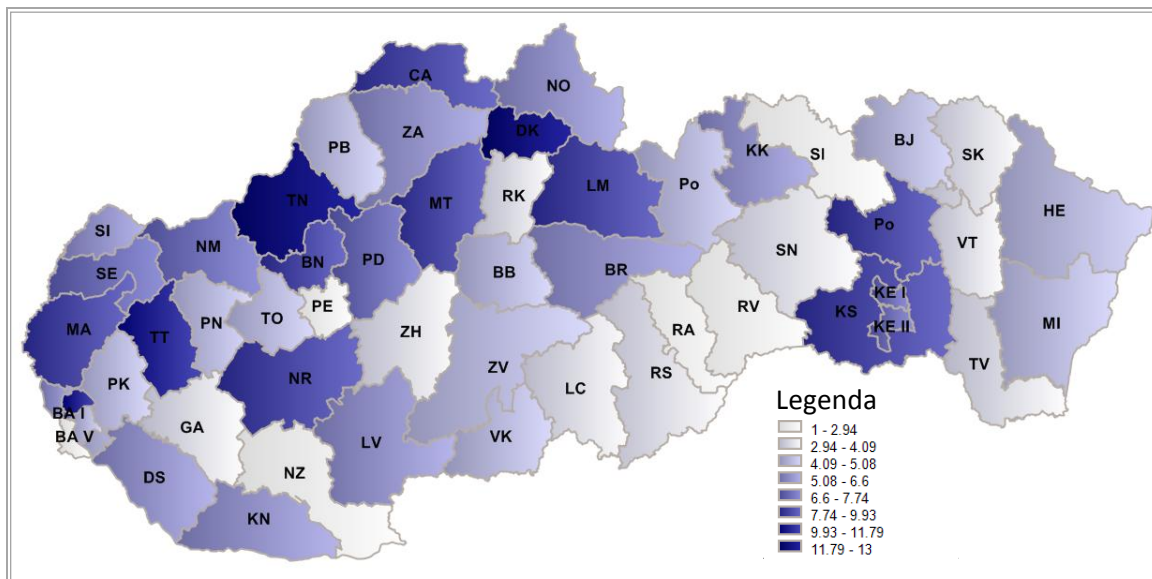 CA
NO
DK
ZA
PB
BJ
SK
SI
KK
Po
LM
RK
MT
TN
HE
Po
VT
SI
NM
BN
PD
BB
BR
SN
SE
PE
KE I
MA
TT
PN
TO
ZH
RV
KS
KE II
MI
RA
ZV
TV
PK
NR
LC
RS
BA I
GA
BA V
LV
VK
DS
NZ
KN
Legenda
1 - 2.94
2.94 - 4.09
4.09 - 5.08
5.08 - 6.6
6.6 - 7.74
7.74 - 9.93
9.93 - 11.79
11.79 - 13